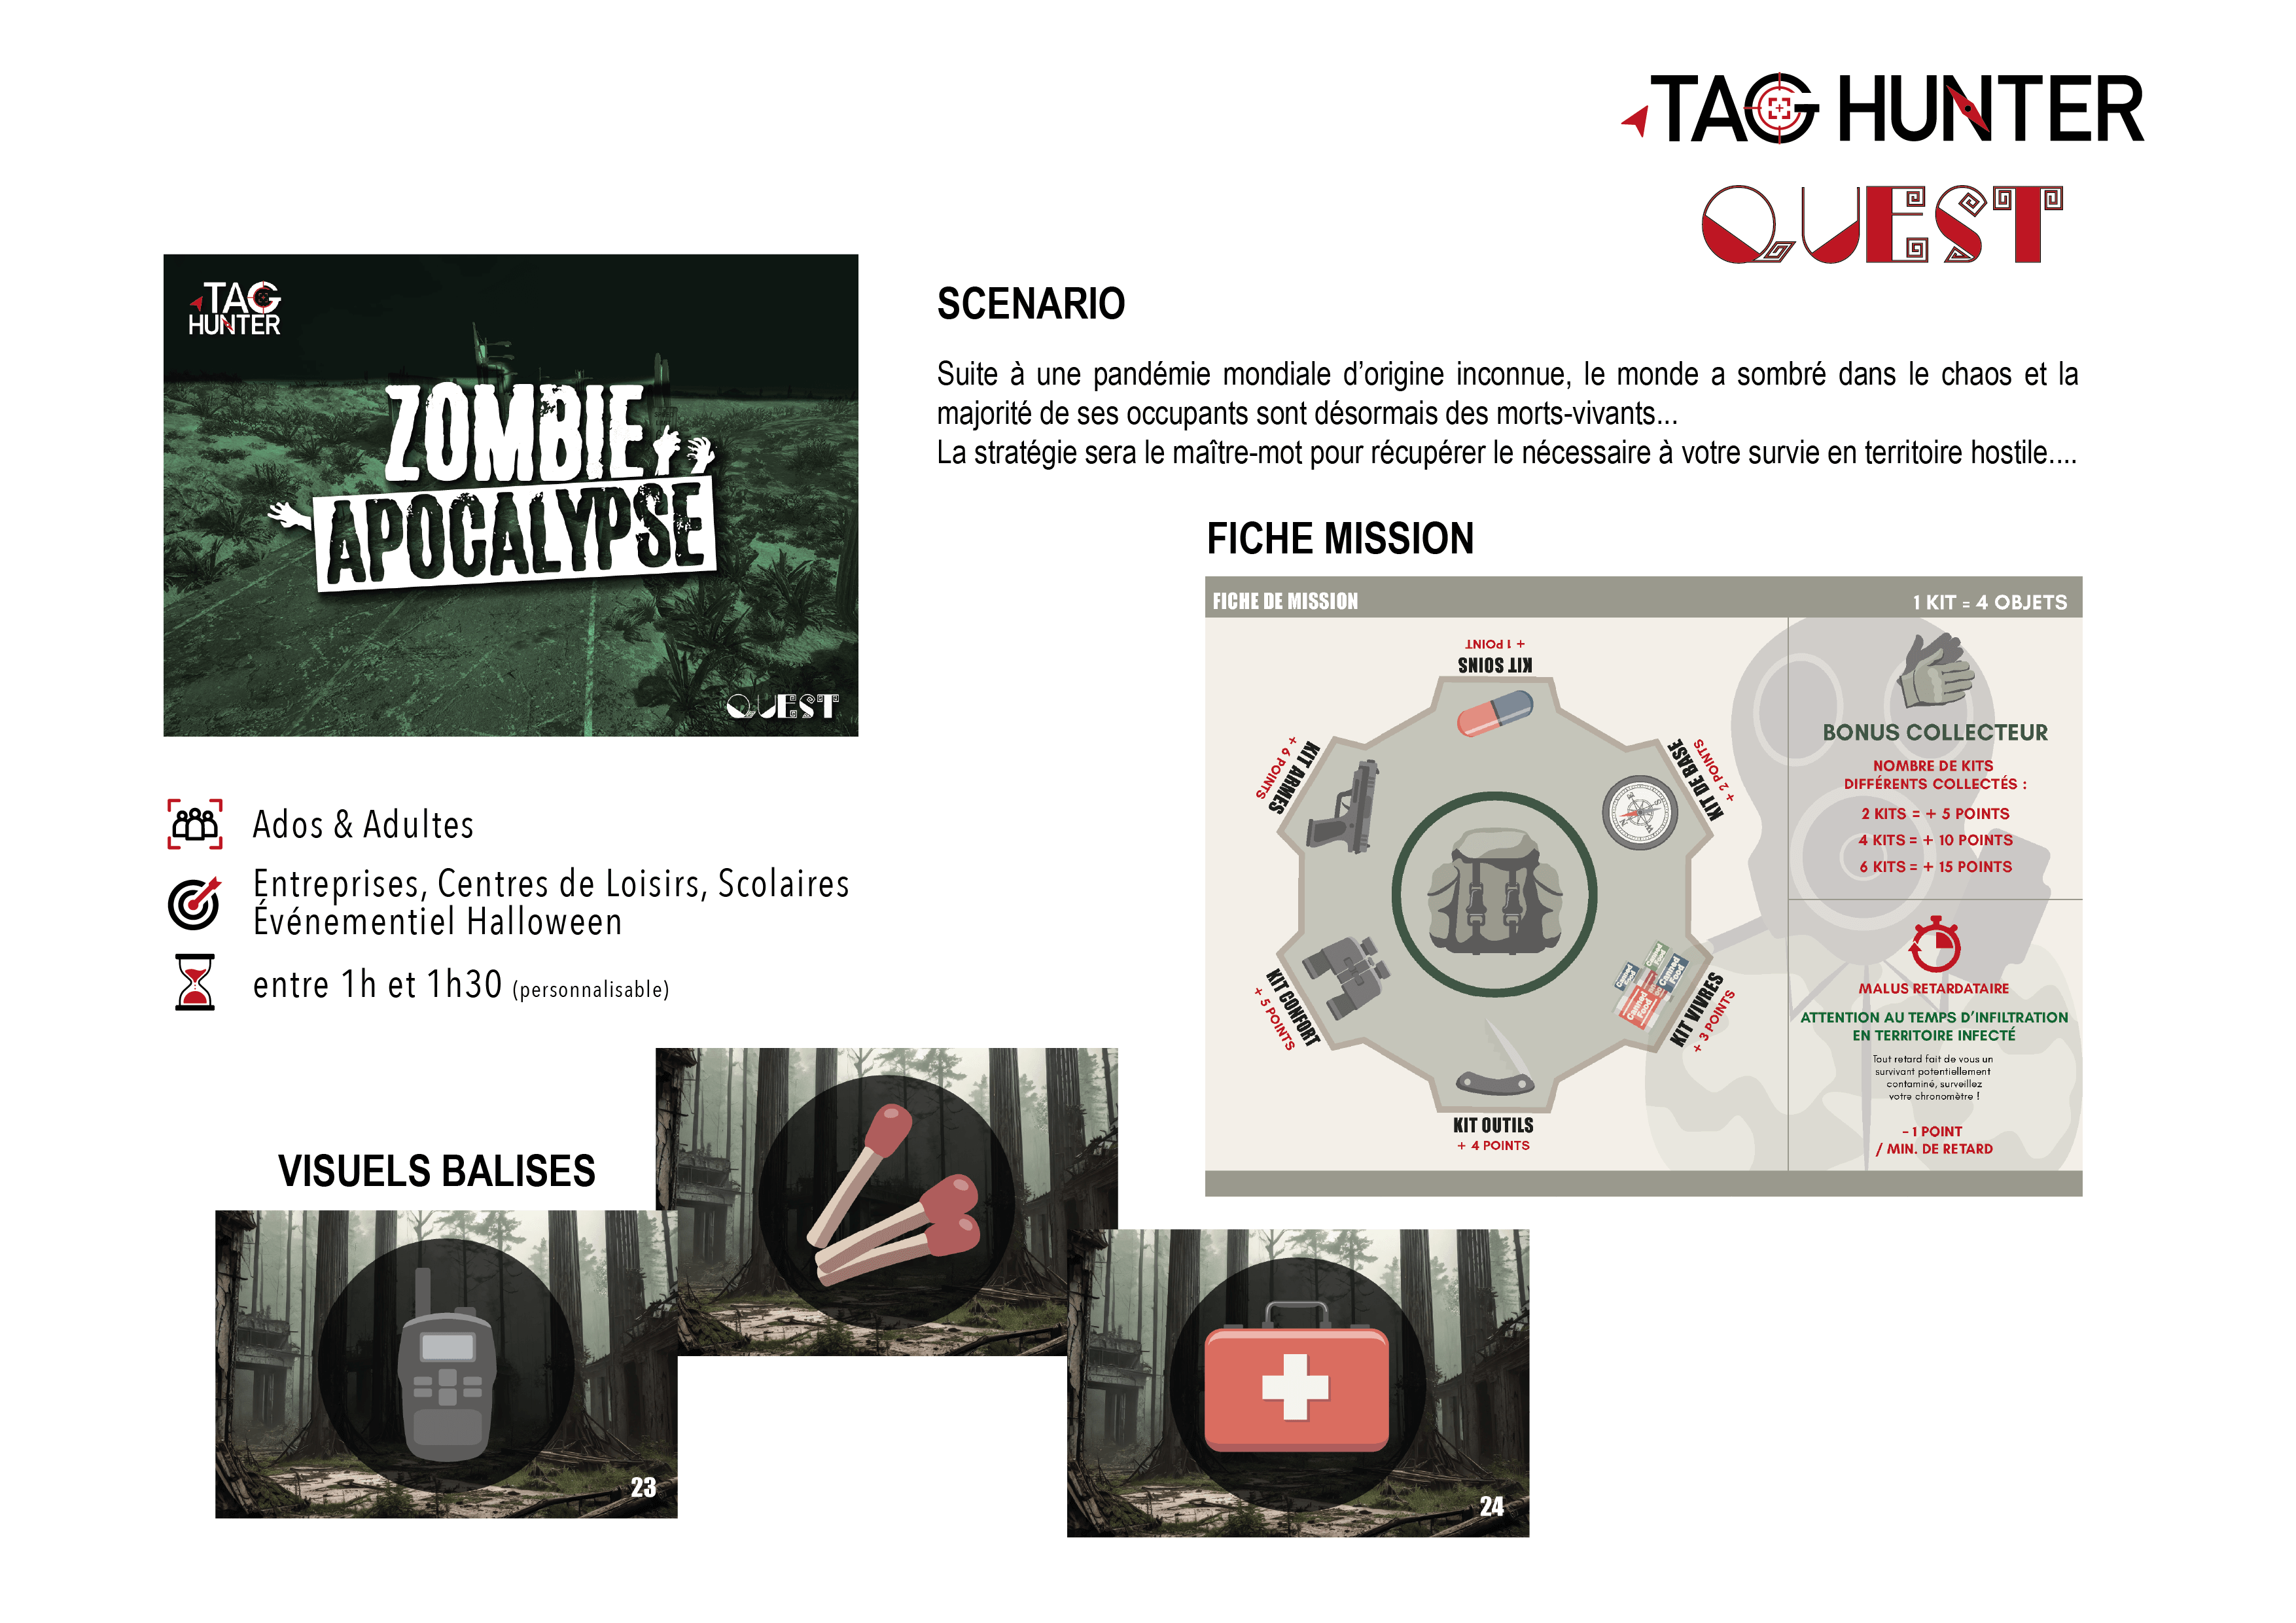 TAG HUNTER
QUEST
TAG
HUNTER
ZOMBIE
APOCALYPSE
QUEST
SCENARIO
Suite à une pandémie mondiale d’origine inconnue, le monde a sombré dans le chaos et la
majorité de ses occupants sont désormais des morts-vivants...
La stratégie sera le maître-mot pour récupérer le nécessaire à votre survie en territoire hostile....
Ados & Adultes
Entreprises, Centres de Loisirs, Scolaires
Événementiel Halloween
entre 1h et 1h30 (personnalisable)
FICHE MISSION
FICHE DE MISSION
1 KIT = 4 OBJETS
KIT SOINS
+ 1 POINT
KIT DE BASE
+ 2 POINTS
KIT VIVRES
+ 3 POINTS
KIT OUTILS
+ 4 POINTS
KIT CONFORT
+ 5 POINTS
KIT ARMES
+ 6 POINTS
Canned
Food
Canned
Food
BONUS COLLECTEUR
NOMBRE DE KITS
DIFFÉRENTS COLLECTÉS :
2 KITS = + 5 POINTS
4 KITS = + 10 POINTS
6 KITS = + 15 POINTS
MALUS RETARDATAIRE
ATTENTION AU TEMPS D’INFILTRATION
EN TERRITOIRE INFECTÉ
Tout retard fait de vous un
survivant potentiellement
contaminé, surveillez
votre chronomètre !
- 1 POINT
/ MIN. DE RETARD
VISUELS BALISES
23
24